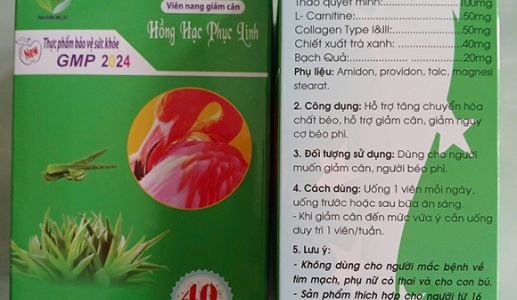 Viên nang giảm cân
Hồng Hạc Phục Linh
New
Thực phẩm bảo vệ sức khỏe
GMP 2024
Thảo quyết minh:..............100mg
L- Carnitine:......................50mg
Collagen Type I&III:..............50mg
Chiết xuất trà xanh:.............40mg
Bạch Quả:..........................20mg
Phụ liệu: Amidon, providon, talc, magnesi
stearat.
2. Công dụng: Hỗ trợ tăng chuyển hóa
chất béo, hỗ trợ giảm cân, giảm nguy
cơ béo phì.
3. Đối tượng sử dụng: Dùng cho người
muốn giảm cân, người béo phì.
4. Cách dùng: Uống 1 viên mỗi ngày,
uống trước hoặc sau bữa ăn sáng.
- Khi giảm cân đến mức vừa ý cần uống
duy trì 1 viên/tuần.
5. Lưu ý:
- Không dùng cho người mắc bệnh về
tim mạch, phụ nữ có thai và cho con bú.
- Sản phẩm thích hợp cho người từ 16